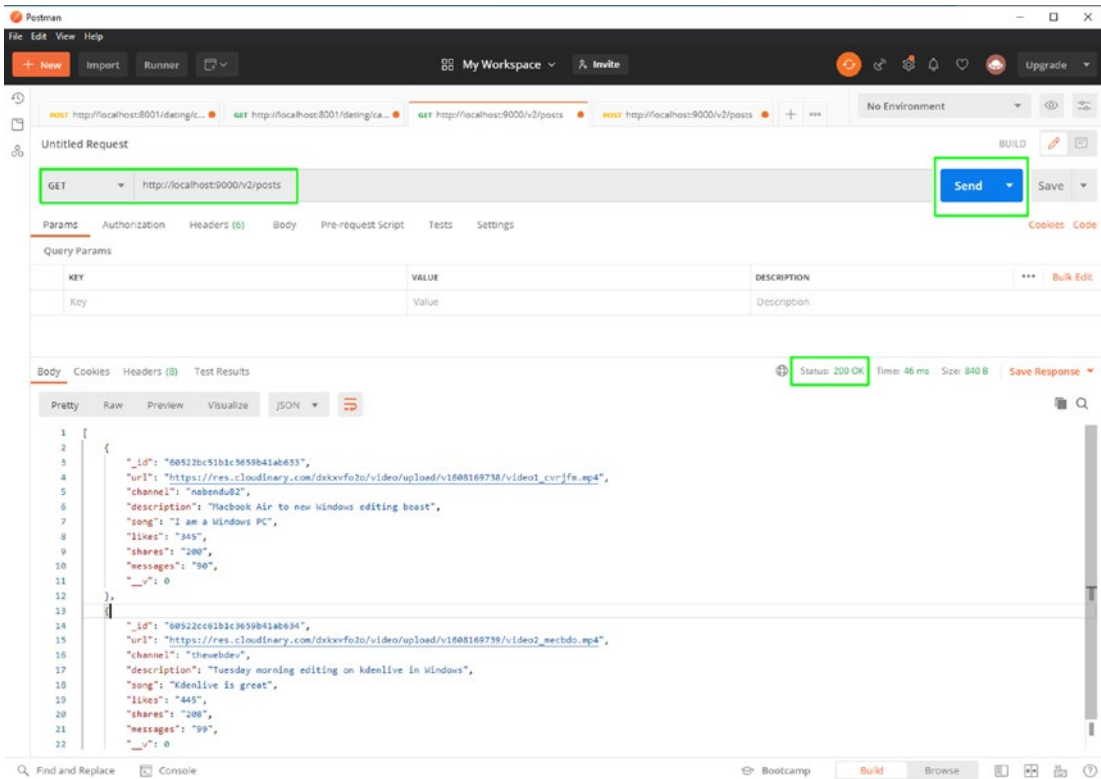 Postman
File Edit View Help
+ New Import Runner My Workspace Invite Upgrade
POST http://localhost:8001/dating/c... GET http://localhost:8001/dating/ca... GET http://localhost:9000/v2/posts POST http://localhost:9000/v2/posts + ••• No Environment
Untitled Request BUILD
GET http://localhost:9000/v2/posts Send Save
Params Authorization Headers (6) Body Pre-request Script Tests Settings Cookies Code
Query Params
KEY VALUE DESCRIPTION ••• Bulk Edit
Key Value Description
Body Cookies Headers (8) Test Results Status: 200 OK Time: 46 ms Size: 840 B Save Response
Pretty Raw Preview Visualize JSON
1 [
2 {
3 "_id": "60522bc51b1c3659b41ab633",
4 "url": "https://res.cloudinary.com/dxkxvfo2o/video/upload/v1608169738/video1_cvrjfm.mp4",
5 "channel": "nabendu82",
6 "description": "Macbook Air to new Windows editing beast",
7 "song": "I am a Windows PC",
8 "likes": "345",
9 "shares": "200",
10 "messages": "90",
11 "__v": 0
12 },
13 {
14 "_id": "60522cc61b1c3659b41ab634",
15 "url": "https://res.cloudinary.com/dxkxvfo2o/video/upload/v1608169739/video2_mecbdo.mp4",
16 "channel": "thewebdev",
17 "description": "Tuesday morning editing on kdenlive in Windows",
18 "song": "Kdenlive is great",
19 "likes": "445",
20 "shares": "208",
21 "messages": "99",
22 "__v": 0
Find and Replace Console Bootcamp Build Browse